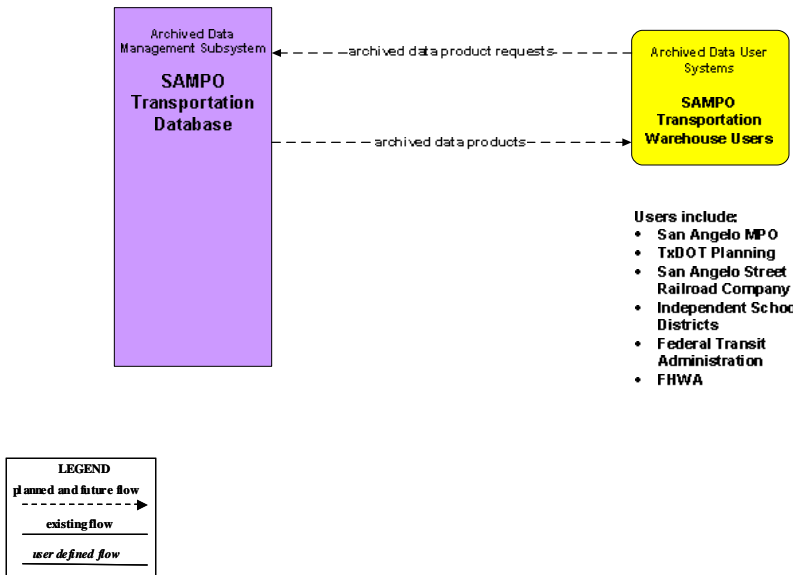 Archived Data
Management Subsystem
SAMPO
Transportation
Database
archived data product requests
archived data products
Archived Data User
Systems
SAMPO
Transportation
Warehouse Users
Users include:
• San Angelo MPO
• TxDOT Planning
• San Angelo Street
Railroad Company
• Independent Schoo
Districts
• Federal Transit
Administration
• FHWA
LEGEND
planned and future flow
existing flow
user defined flow